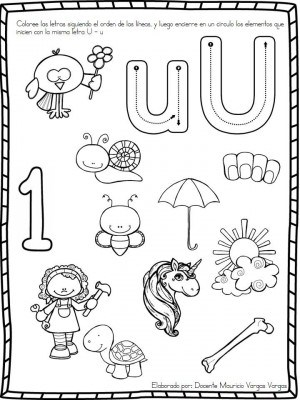 Coloree las letras siguiendo el orden de las líneas, y luego encierre en un círculo los elementos que
inicien con la misma letra U - u
u U
1
Elaborado por: Docente Mauricio Vargas Vargas